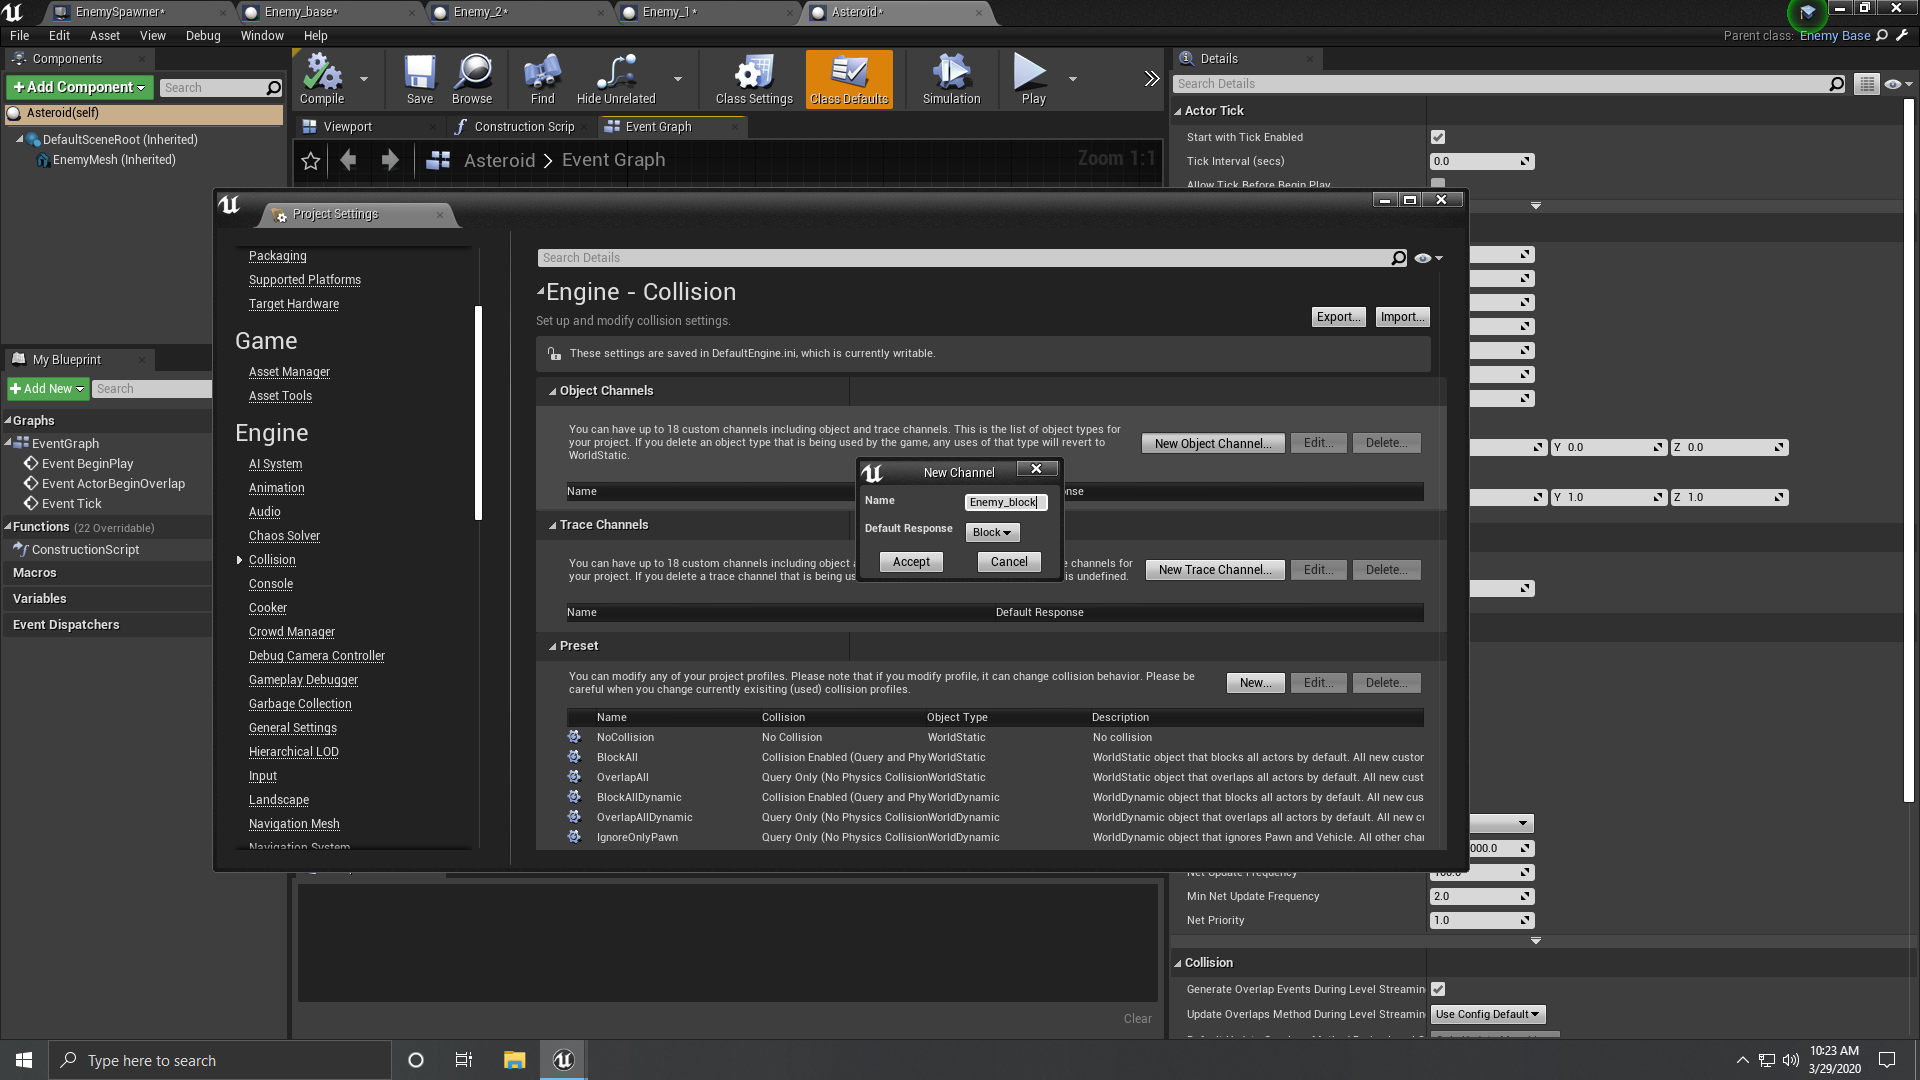 EnemySpawner*
Enemy_base*
Enemy_2*
Enemy_1*
Asteroid*
File Edit Asset View Debug Window Help
Parent class: Enemy Base
Components
Details
+Add Component
Search
Compile
Save
Browse
Find
Hide Unrelated
Class Settings
Class Defaults
Simulation
Play
Search Details
Asteroid(self)
DefaultSceneRoot (Inherited)
EnemyMesh (Inherited)
Viewport
Construction Scrip
Event Graph
Asteroid > Event Graph
Zoom 1:1
Actor Tick
Start with Tick Enabled
Tick Interval (secs)
0.0
Allow Tick Before Begin Play
Project Settings
Packaging
Supported Platforms
Target Hardware
Game
Asset Manager
Asset Tools
Engine
AI System
Animation
Audio
Chaos Solver
Collision
Console
Cooker
Crowd Manager
Debug Camera Controller
Gameplay Debugger
Garbage Collection
General Settings
Hierarchical LOD
Input
Landscape
Navigation Mesh
Navigation System
Search Details
Engine - Collision
Set up and modify collision settings.
Export...
Import...
These settings are saved in DefaultEngine.ini, which is currently writable.
Object Channels
You can have up to 18 custom channels including object and trace channels. This is the list of object types for
your project. If you delete an object type that is being used by the game, any uses of that type will revert to
WorldStatic.
New Object Channel...
Edit...
Delete...
Name
nse
New Channel
Name
Enemy_block
Default Response
Block
Accept
Cancel
Trace Channels
You can have up to 18 custom channels including object a
e channels for
your project. If you delete a trace channel that is being us
is undefined.
New Trace Channel...
Edit...
Delete...
Name
Default Response
Preset
You can modify any of your project profiles. Please note that if you modify profile, it can change collision behavior. Please be
careful when you change currently exisiting (used) collision profiles.
New...
Edit...
Delete...
Name Collision Object Type Description
NoCollision No Collision WorldStatic No collision
BlockAll Collision Enabled (Query and Phy WorldStatic WorldStatic object that blocks all actors by default. All new custor
OverlapAll Query Only (No Physics Collision WorldStatic WorldStatic object that overlaps all actors by default. All new cust
BlockAllDynamic Collision Enabled (Query and Phy WorldDynamic WorldDynamic object that blocks all actors by default. All new cus
OverlapAllDynamic Query Only (No Physics Collision WorldDynamic WorldDynamic object that overlaps all actors by default. All new c
IgnoreOnlyPawn Query Only (No Physics Collision WorldDynamic WorldDynamic object that ignores Pawn and Vehicle. All other cha
My Blueprint
+Add New
Search
Graphs
EventGraph
Event BeginPlay
Event ActorBeginOverlap
Event Tick
Functions (22 Overridable)
ConstructionScript
Macros
Variables
Event Dispatchers
Y 0.0
Z 0.0
Y 1.0
Z 1.0
000.0
Net Update Frequency
100.0
Min Net Update Frequency
2.0
Net Priority
1.0
Collision
Generate Overlap Events During Level Streamin
Update Overlaps Method During Level Streamin
Use Config Default
Clear
Type here to search
10:23 AM
3/29/2020